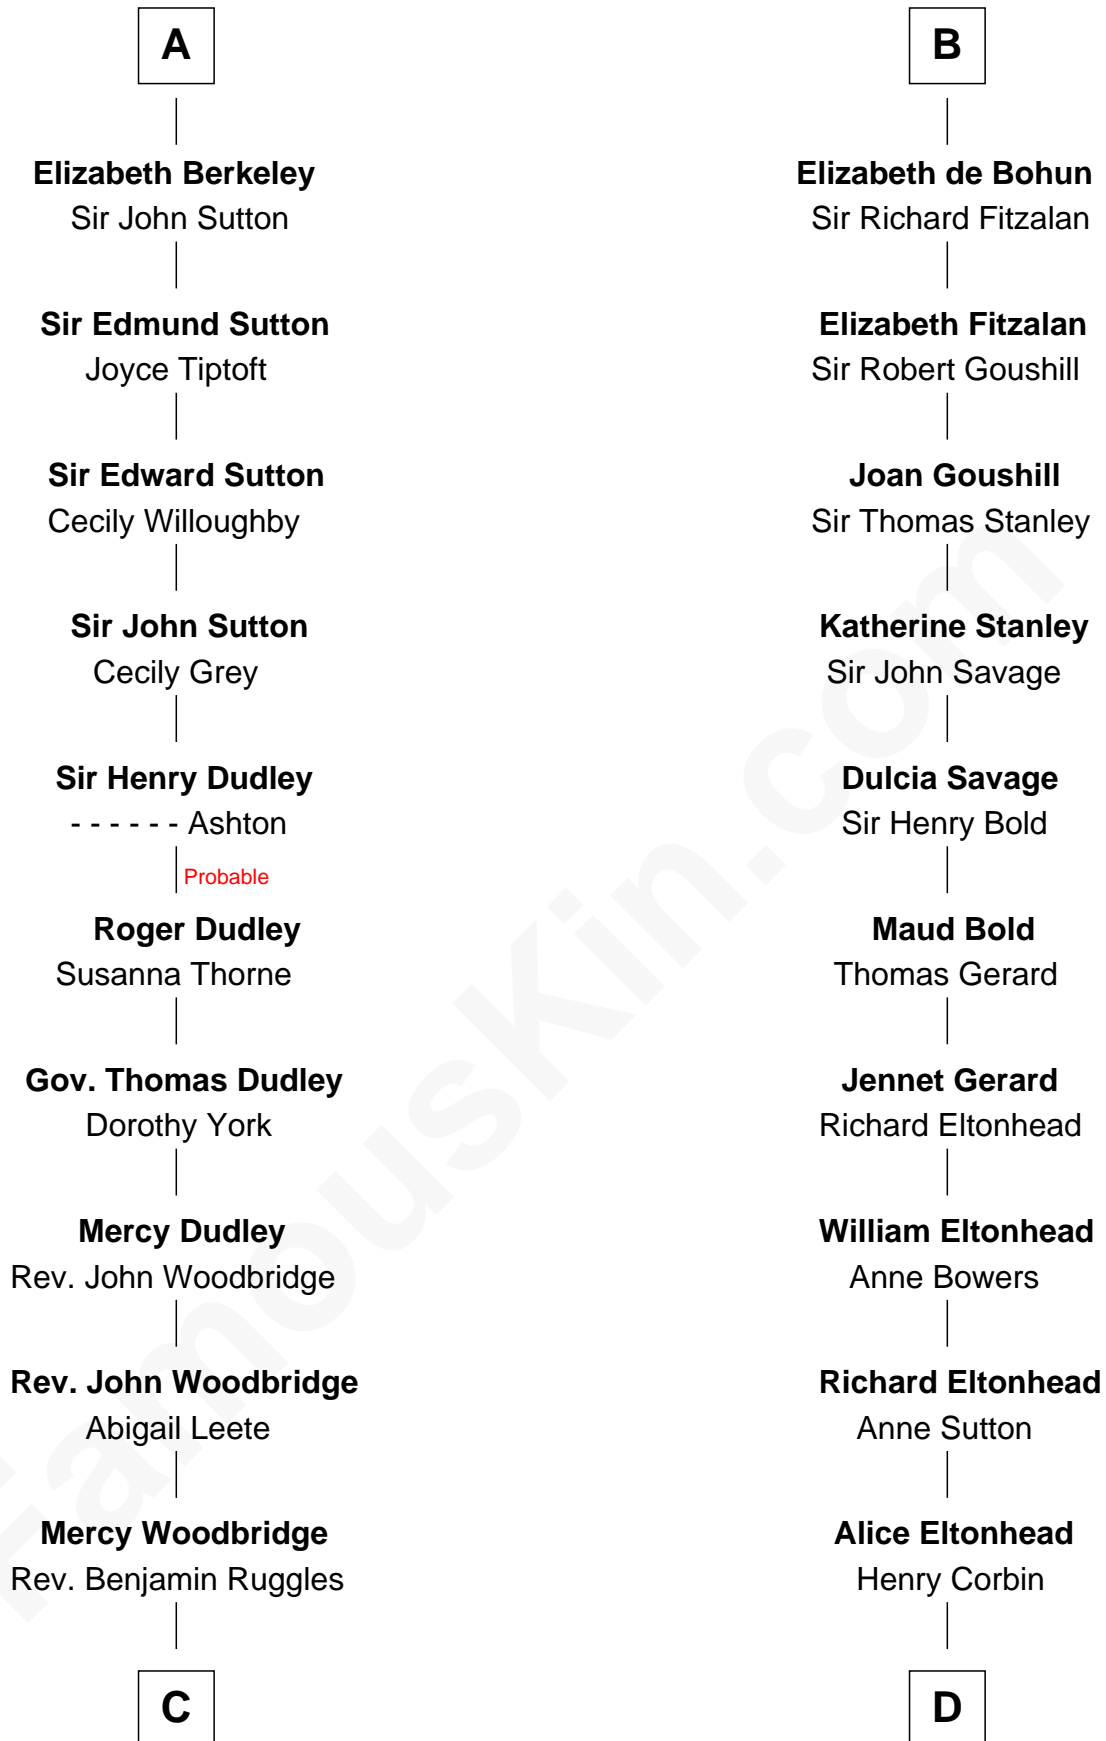 A
Elizabeth Berkeley
Sir John Sutton
Sir Edmund Sutton
Joyce Tiptoft
Sir Edward Sutton
Cecily Willoughby
Sir John Sutton
Cecily Grey
Sir Henry Dudley
- - - - - - Ashton
Probable
Roger Dudley
Susanna Thorne
Gov. Thomas Dudley
Dorothy York
Mercy Dudley
Rev. John Woodbridge
Rev. John Woodbridge
Abigail Leete
Mercy Woodbridge
Rev. Benjamin Ruggles
C
B
Elizabeth de Bohun
Sir Richard Fitzalan
Elizabeth Fitzalan
Sir Robert Goushill
Joan Goushill
Sir Thomas Stanley
Katherine Stanley
Sir John Savage
Dulcia Savage
Sir Henry Bold
Maud Bold
Thomas Gerard
Jennet Gerard
Richard Eltonhead
William Eltonhead
Anne Bowers
Richard Eltonhead
Anne Sutton
Alice Eltonhead
Henry Corbin
D
FamousKin.com